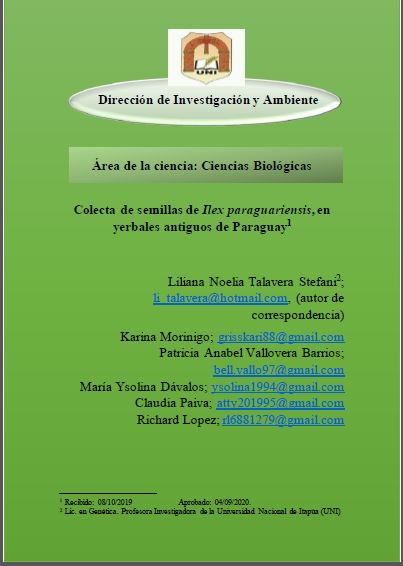 UNI
Dirección de Investigación y Ambiente
Área de la ciencia: Ciencias Biológicas
Colecta de semillas de Ilex paraguariensis, en
yerbales antiguos de Paraguay1
Liliana Noelia Talavera Stefani2;
li_talavera@hotmail.com, (autor de
correspondencia)
Karina Morinigo; grisskari88@gmail.com
Patricia Anabel Vallovera Barrios;
bell.vallo97@gmail.com
María Ysolina Dávalos; ysolina1994@gmail.com
Claudia Paiva; atty201995@gmail.com
Richard Lopez; rl6881279@gmail.com
1 Recibido: 08/10/2019 Aprobado: 04/09/2020.
2 Lic. en Genética. Profesora Investigadora de la Universidad Nacional de Itapúa (UNI)